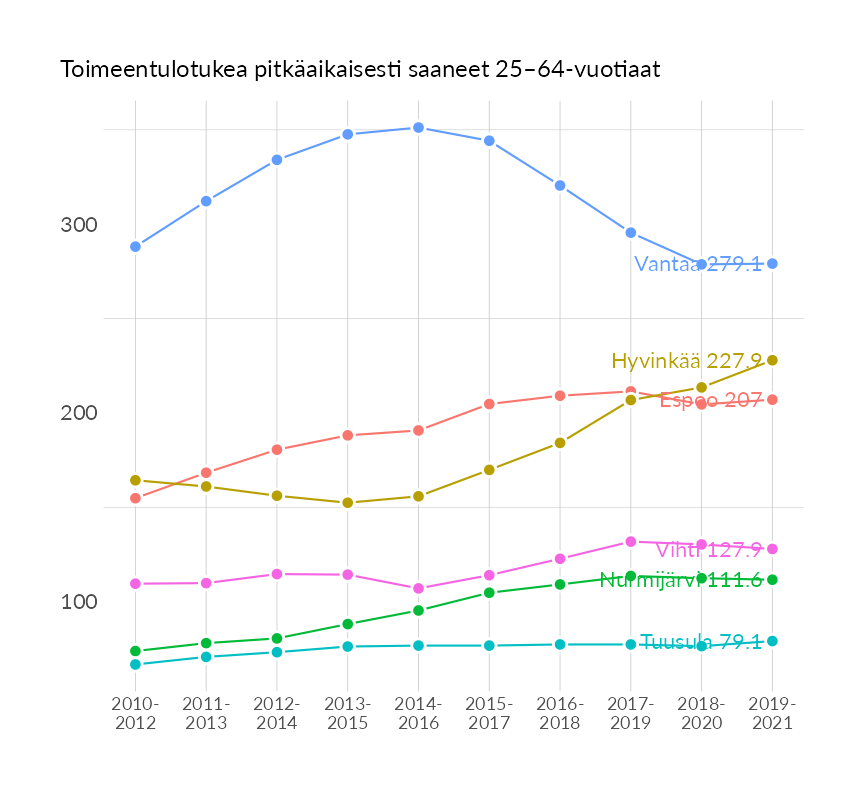 Toimeentulotukea pitkäaikaisesti saaneet 25–64-vuotiaat
300
Vantaa 279.1
Hyvinkää 227.9
Espoo 207
200
Vihti 127.9
Nurmijärvi 111.6
100
Tuusula 79.1
2010- 2011- 2012- 2013- 2014- 2015- 2016- 2017- 2018- 2019-
2012 2013 2014 2015 2016 2017 2018 2019 2020 2021